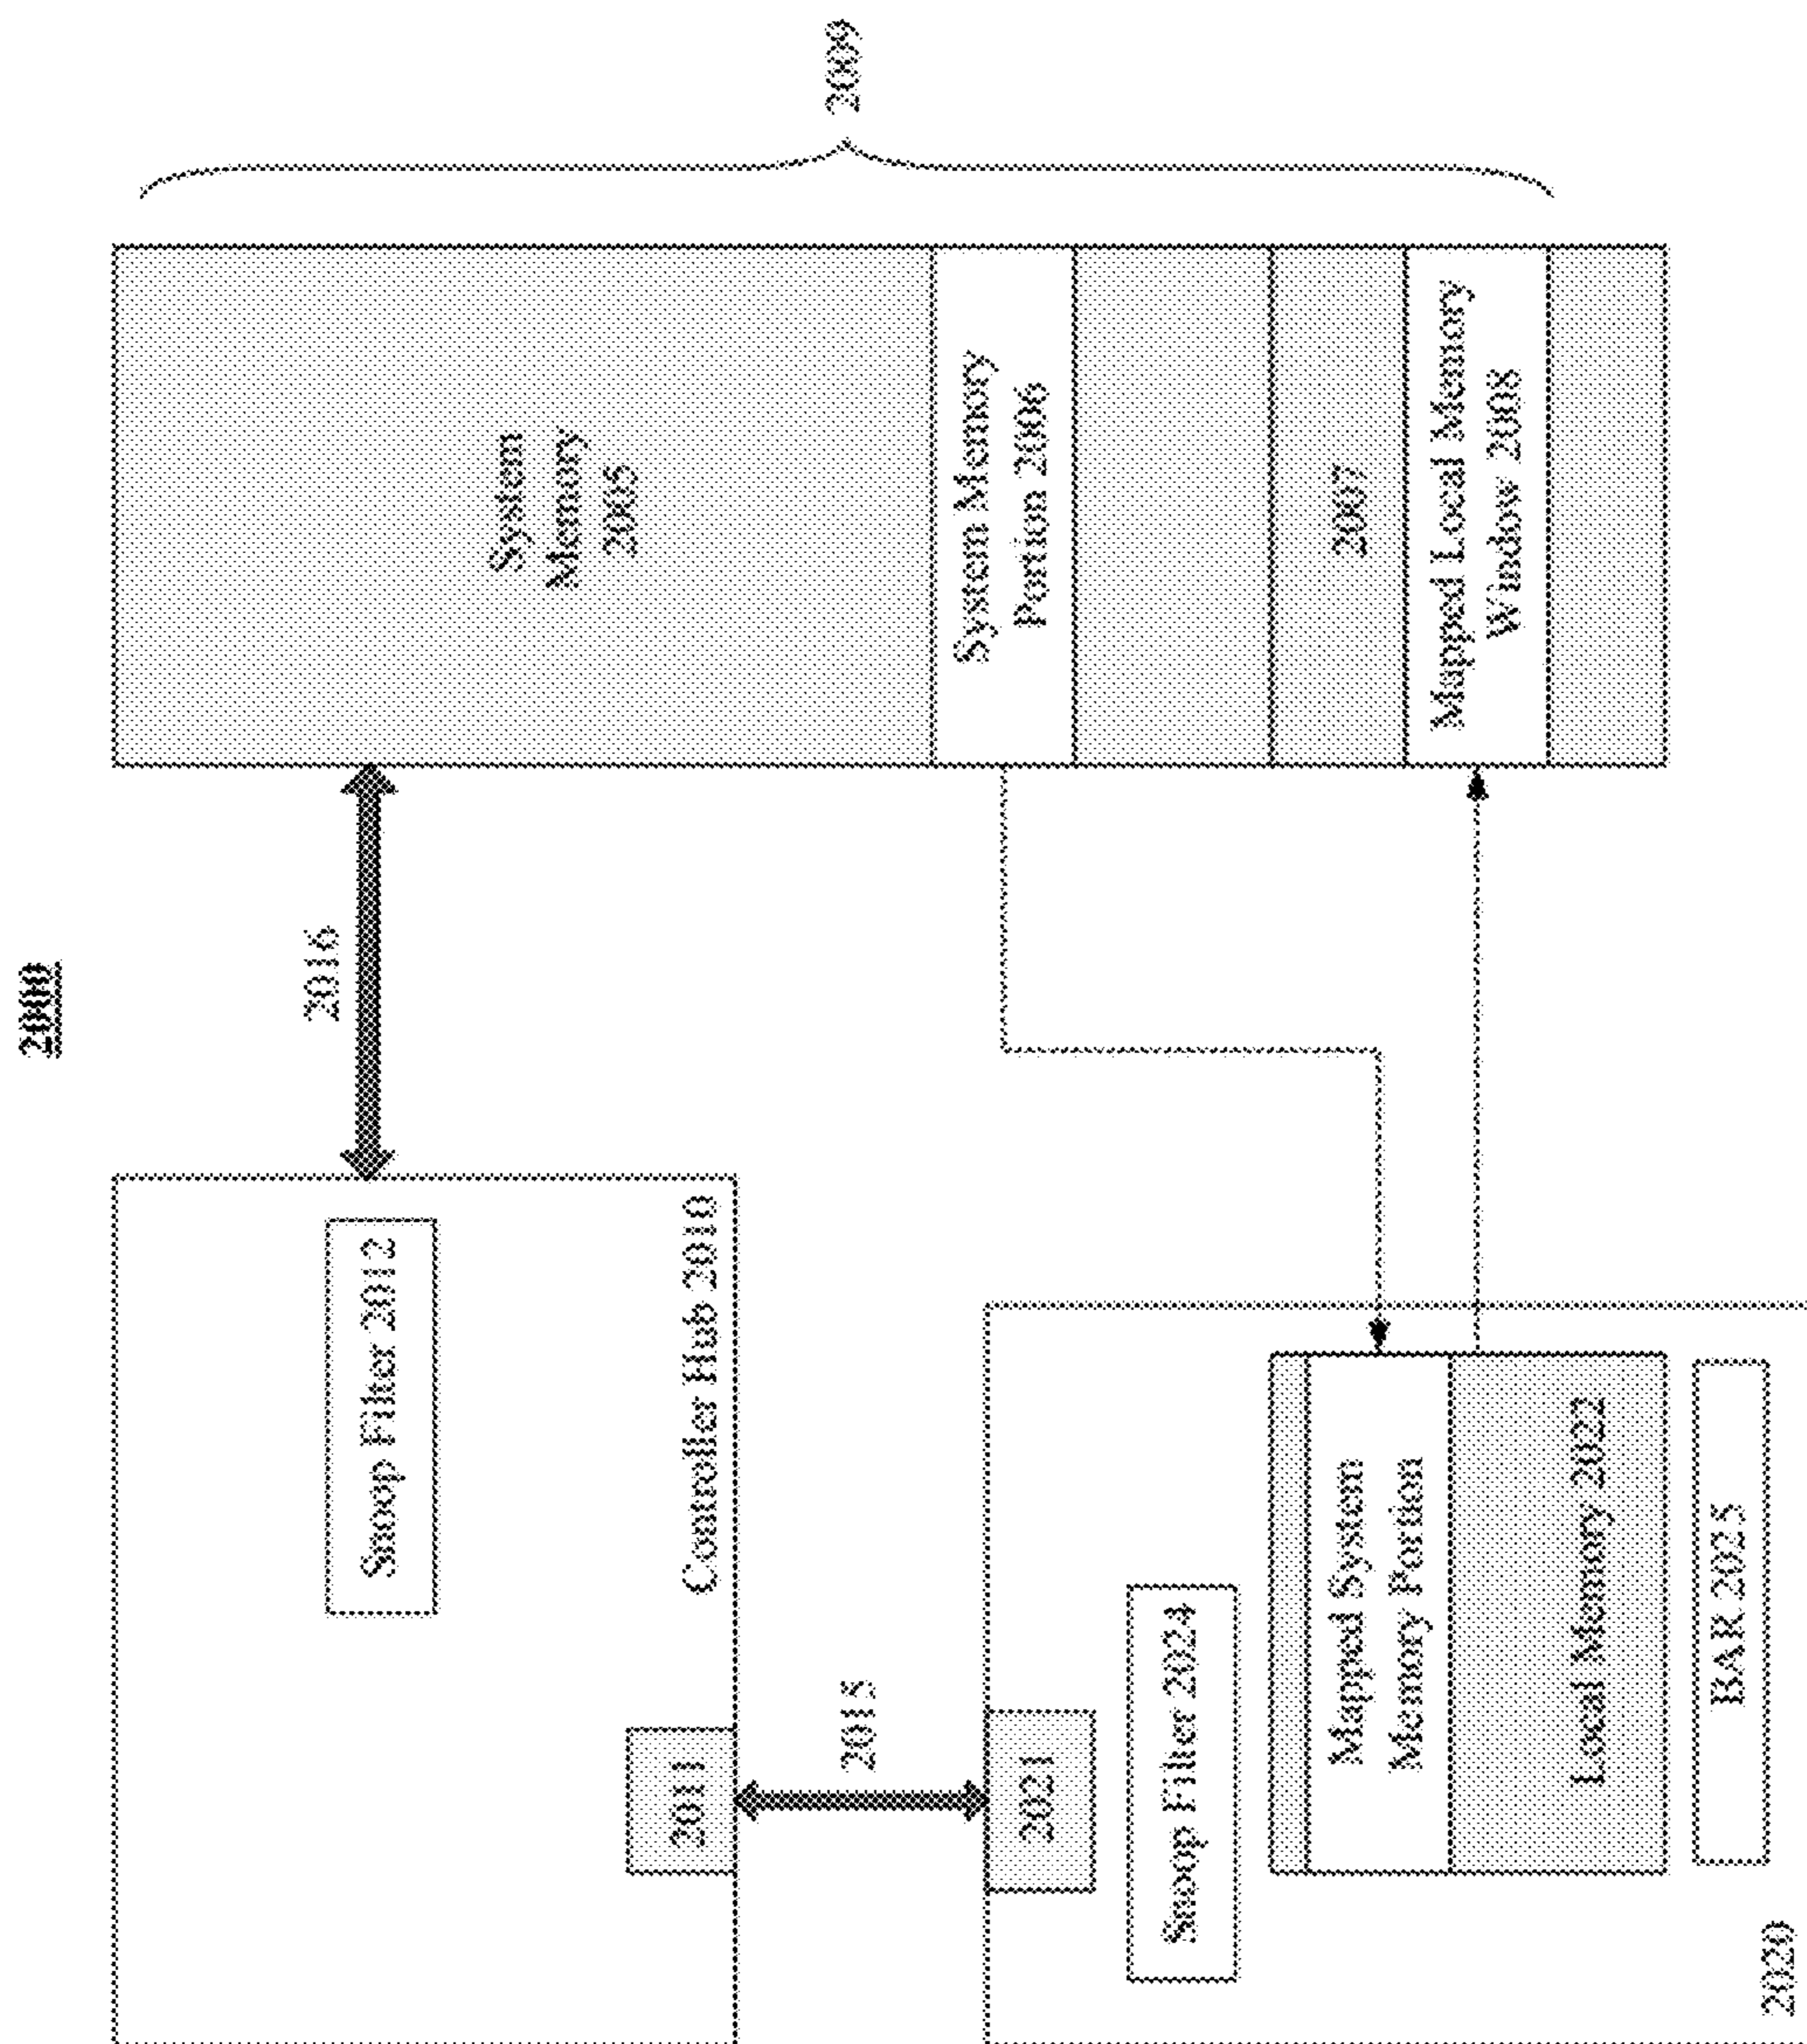 2000
2009
2016
System
Memory
2005
System Memory
Portion 2006
2007
Mapped Local Memory
Window 2008
Snoop Filter 2012
Controller Hub 2010
2011
2015
2021
Snoop Filter 2024
Mapped System
Memory Portion
Local Memory 2022
BAR 2025
2020